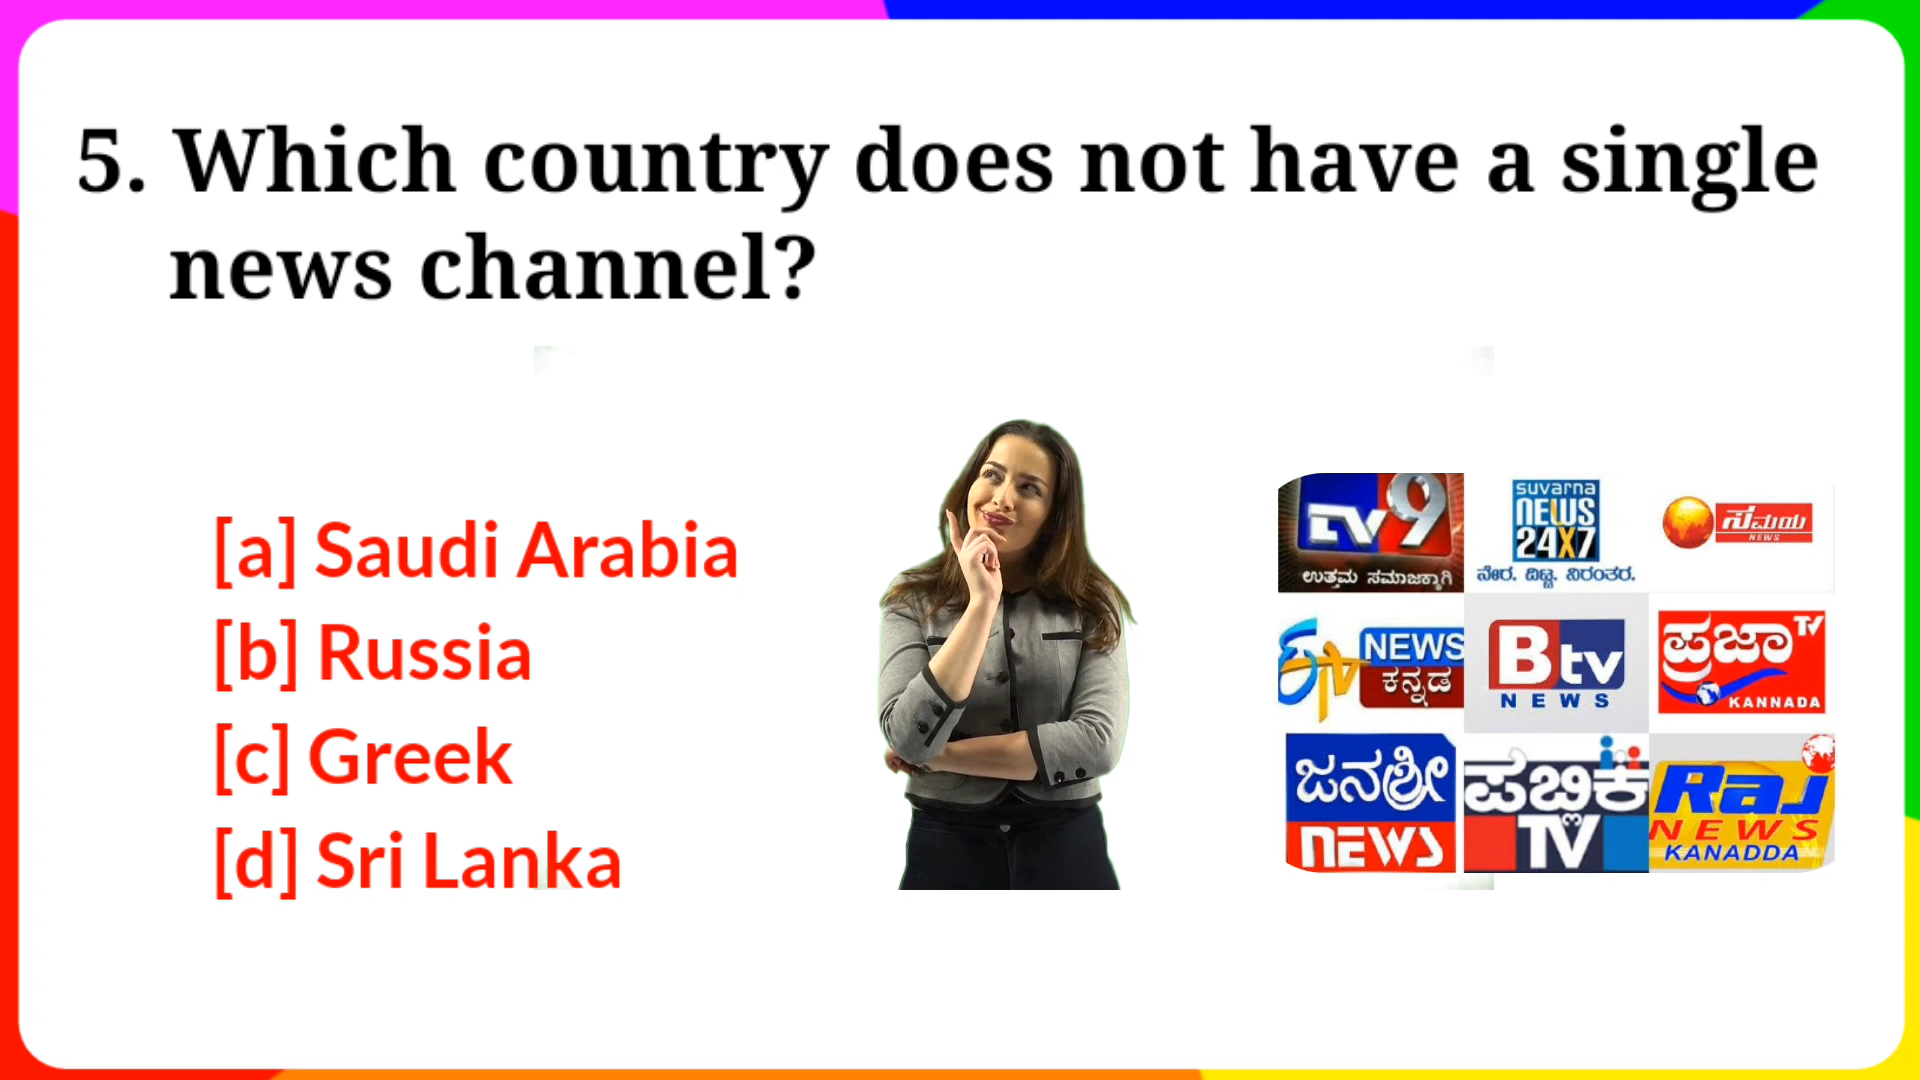 5. Which country does not have a single
news channel?
[a] Saudi Arabia
[b] Russia
[c] Greek
[d] Sri Lanka
TV9
ಉತ್ತಮ ಸಮಾಜಕ್ಕಾಗಿ
suvarna
NEWS
24X7
ನೇರ. ದಿಟ್ಟ. ನಿರಂತರ.
ಸಮಯ
NEWS
ETV
NEWS
ಕನ್ನಡ
Btv
NEWS
ಪ್ರಜಾ TV
KANNADA
ಜನಶ್ರೀ
NEWS
ಪಬ್ಲಿಕ್
TV
Raj
NEWS
KANADDA